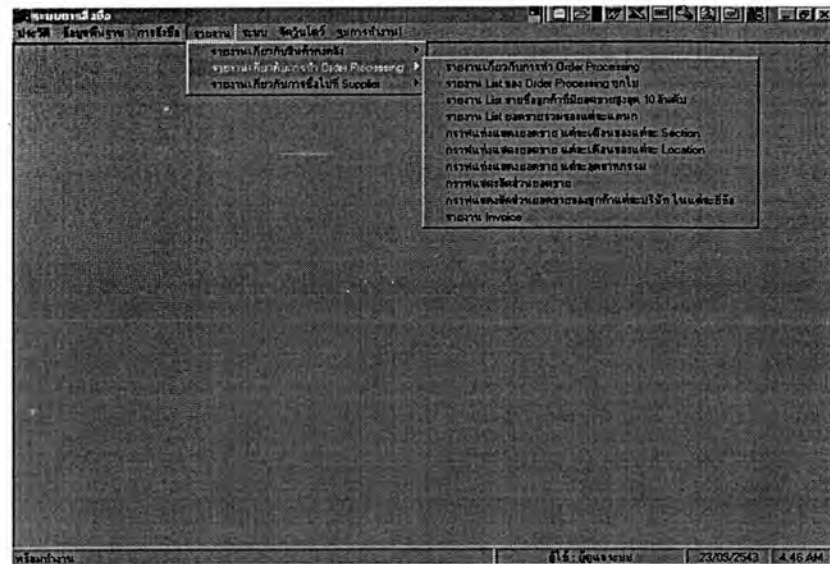 ระบบการสั่งซื้อ
ประวัติ ข้อมูลพื้นฐาน การสั่งซื้อ รายงาน ระบบ จัดวินโดว์ จบการทำงาน!
รายงานเกี่ยวกับสินค้าคงคลัง
รายงานเกี่ยวกับการทำ Order Processing
รายงานเกี่ยวกับการซื้อไปที่ Supplier
รายงานเกี่ยวกับการทำ Order Processing
รายงาน List ของ Order Processing ทุกใบ
รายงาน List รายชื่อลูกค้าที่มียอดขายสูงสุด 10 อันดับ
รายงาน List ยอดขายรวมของแต่ละแผนก
กราฟแท่งแสดงยอดขาย แต่ละเดือนของแต่ละ Section
กราฟแท่งแสดงยอดขาย แต่ละเดือนของแต่ละ Location
กราฟแท่งแสดงยอดขาย แต่ละอุตสาหกรรม
กราฟแสดงสัดส่วนยอดขาย
กราฟแสดงสัดส่วนยอดขายของลูกค้าแต่ละบริษัท ในแต่ละยี่ห้อ
รายงาน Invoice
พร้อมทำงาน ผู้ใช้ : ผู้ดูแลระบบ 23/03/2543 4:46 AM